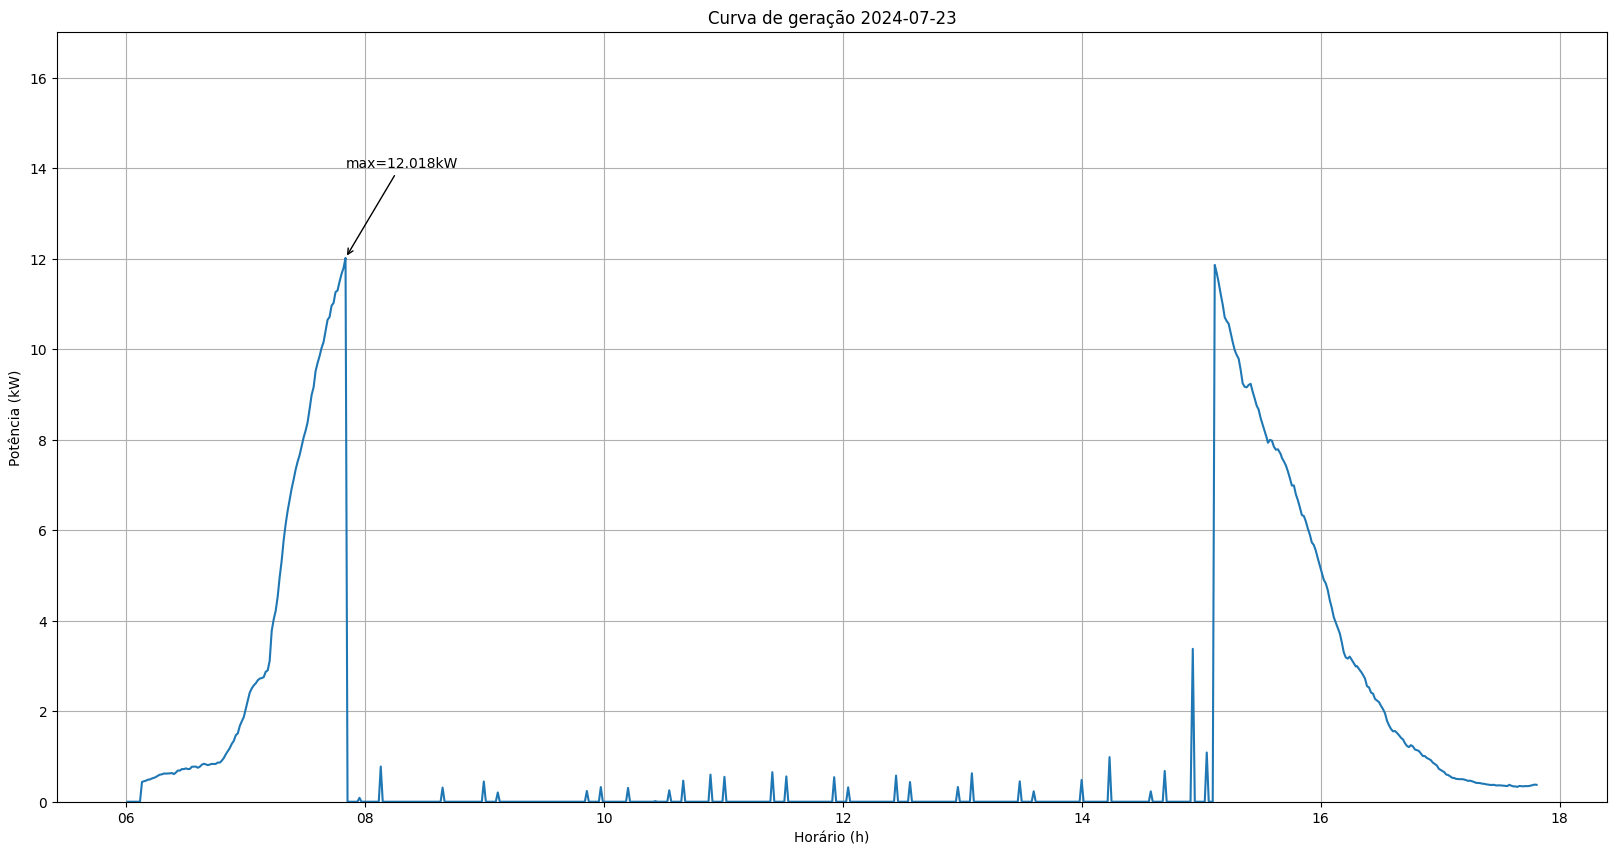 Curva de geração 2024-07-23
16
14
12
10
8
6
4
2
0
Potência (kW)
max=12.018kW
06 08 10 12 14 16 18
Horário (h)